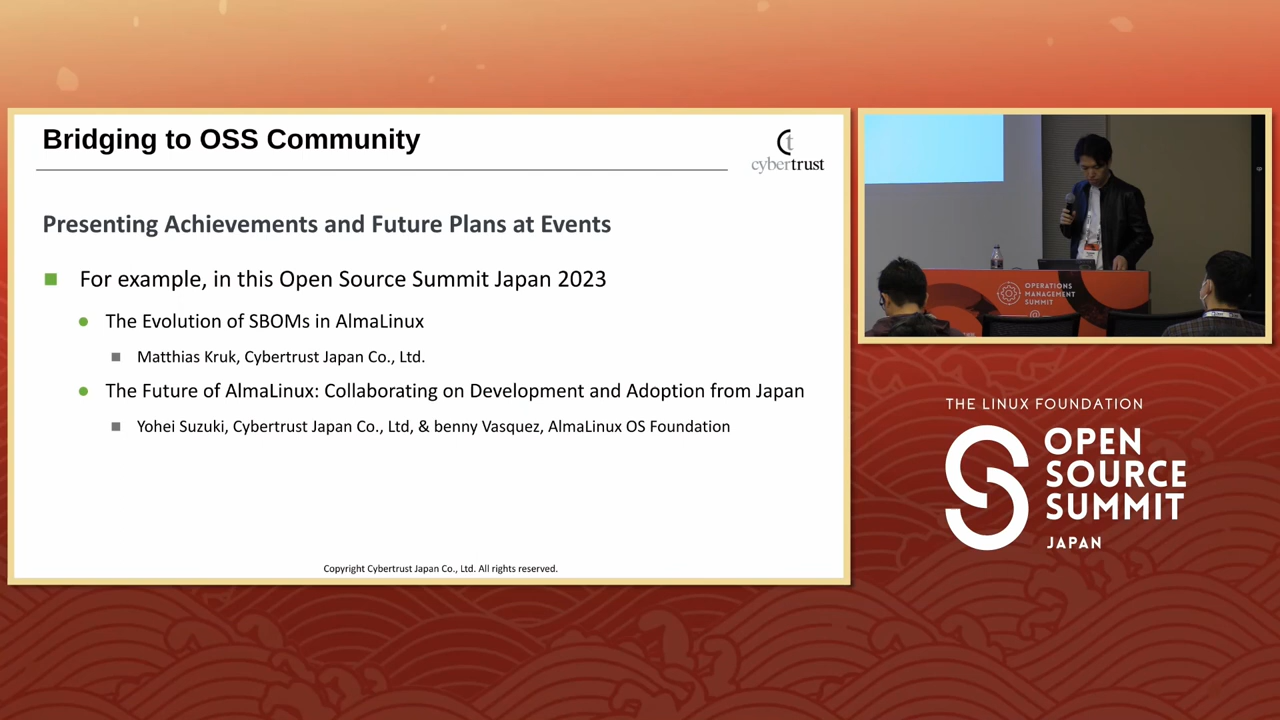 Bridging to OSS Community
cybertrust
Presenting Achievements and Future Plans at Events
For example, in this Open Source Summit Japan 2023
The Evolution of SBOMs in AlmaLinux
Matthias Kruk, Cybertrust Japan Co., Ltd.
The Future of AlmaLinux: Collaborating on Development and Adoption from Japan
Yohei Suzuki, Cybertrust Japan Co., Ltd, & benny Vasquez, AlmaLinux OS Foundation
Copyright Cybertrust Japan Co., Ltd. All rights reserved.
OPERATIONS
MANAGEMENT
SUMMIT
THE LINUX FOUNDATION
OPEN
SOURCE
SUMMIT
JAPAN